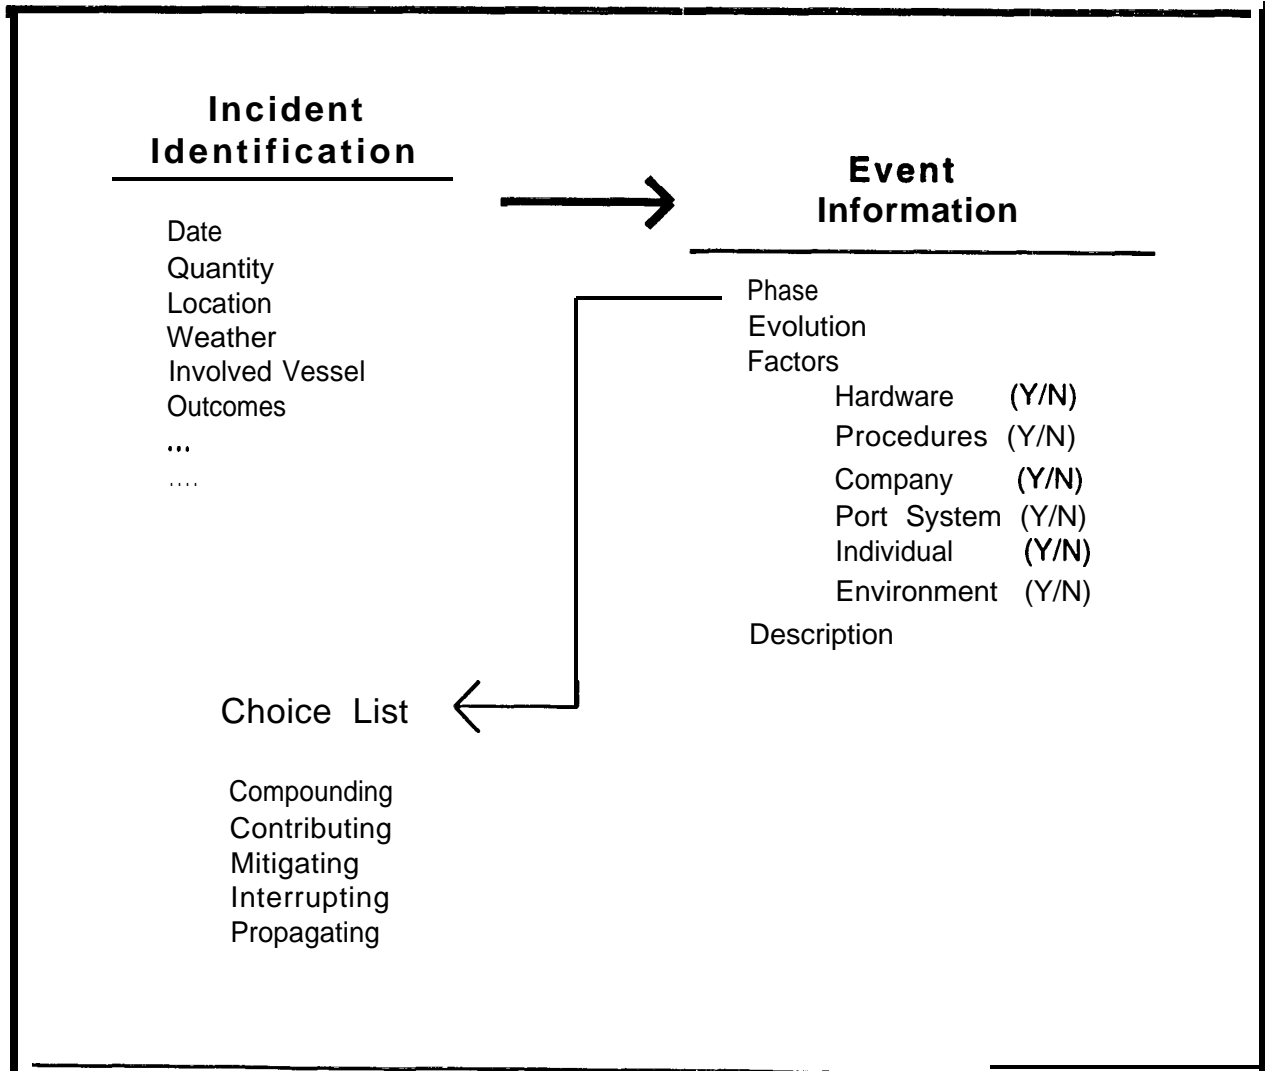 Incident
Identification
Date
Quantity
Location
Weather
Involved Vessel
Outcomes
...
....
Event
Information
Phase
Evolution
Factors
Hardware (Y/N)
Procedures (Y/N)
Company (Y/N)
Port System (Y/N)
Individual (Y/N)
Environment (Y/N)
Description
Choice List
Compounding
Contributing
Mitigating
Interrupting
Propagating